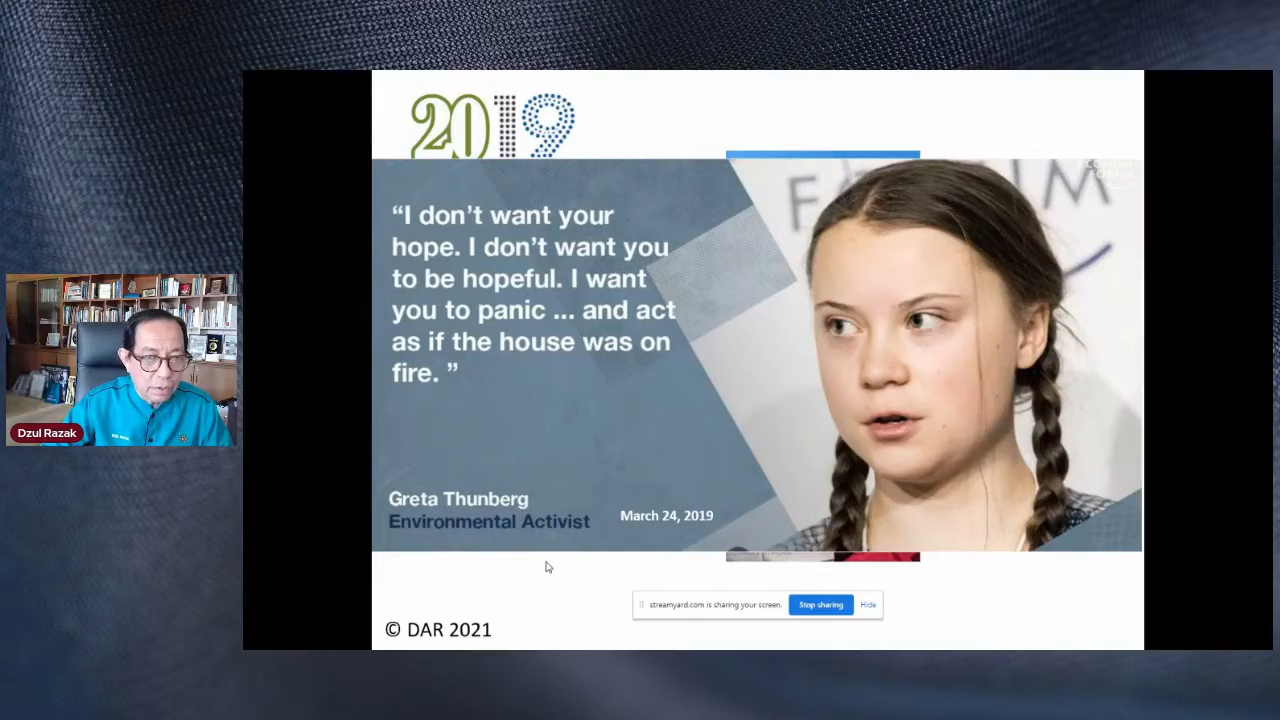 2019
“I don’t want your
hope. I don’t want you
to be hopeful. I want
you to panic ... and act
as if the house was on
fire. ”
Greta Thunberg
Environmental Activist
March 24, 2019
FORUM
FORUM
Dzul Razak
streamyard.com is sharing your screen.
Stop sharing
Hide
© DAR 2021